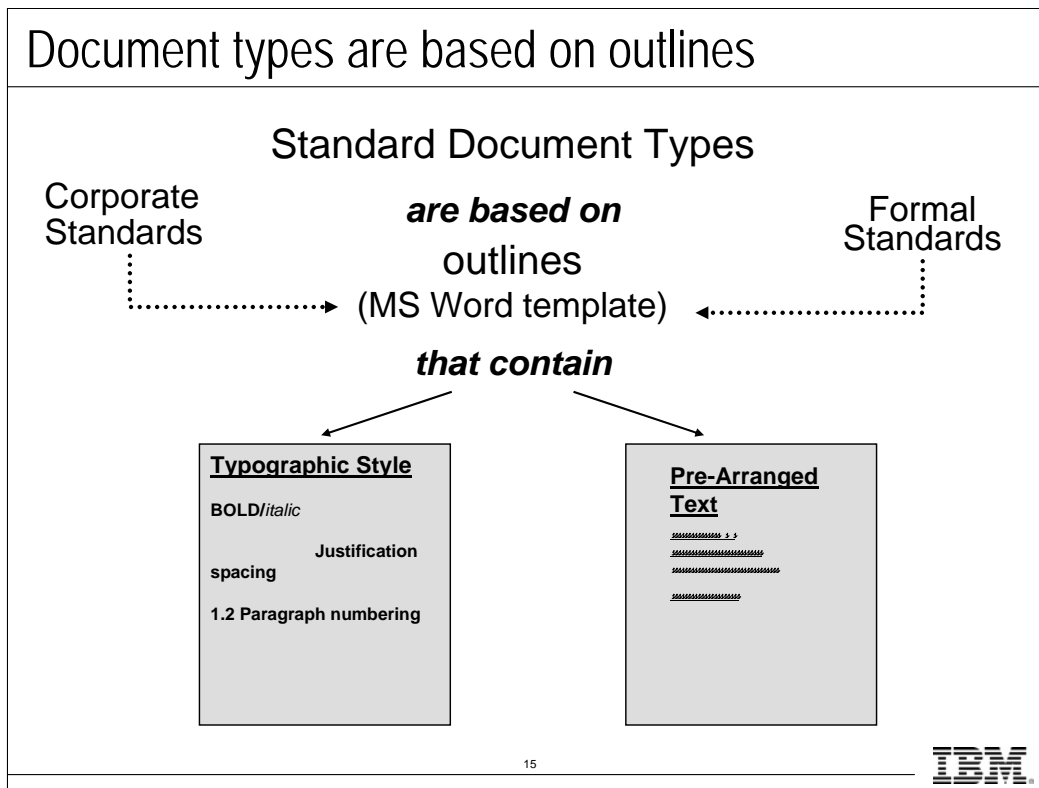 Document types are based on outlines
Standard Document Types
Corporate
Standards
are based on
Formal
Standards
outlines
(MS Word template)
that contain
Typographic Style
BOLD/italic
Justification
spacing
1.2 Paragraph numbering
Pre-Arranged
Text
15
IBM.